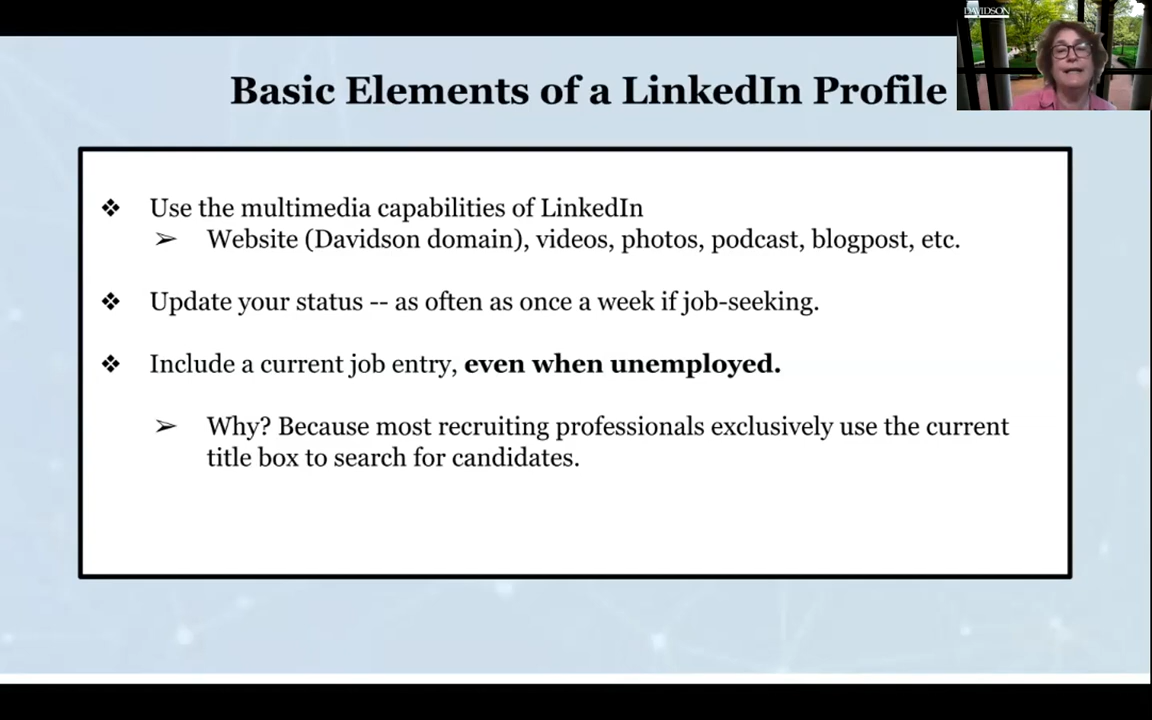 DAVIDSON
Basic Elements of a LinkedIn Profile
❖ Use the multimedia capabilities of LinkedIn
➢ Website (Davidson domain), videos, photos, podcast, blogpost, etc.
❖ Update your status -- as often as once a week if job-seeking.
❖ Include a current job entry, even when unemployed.
➢ Why? Because most recruiting professionals exclusively use the current
title box to search for candidates.